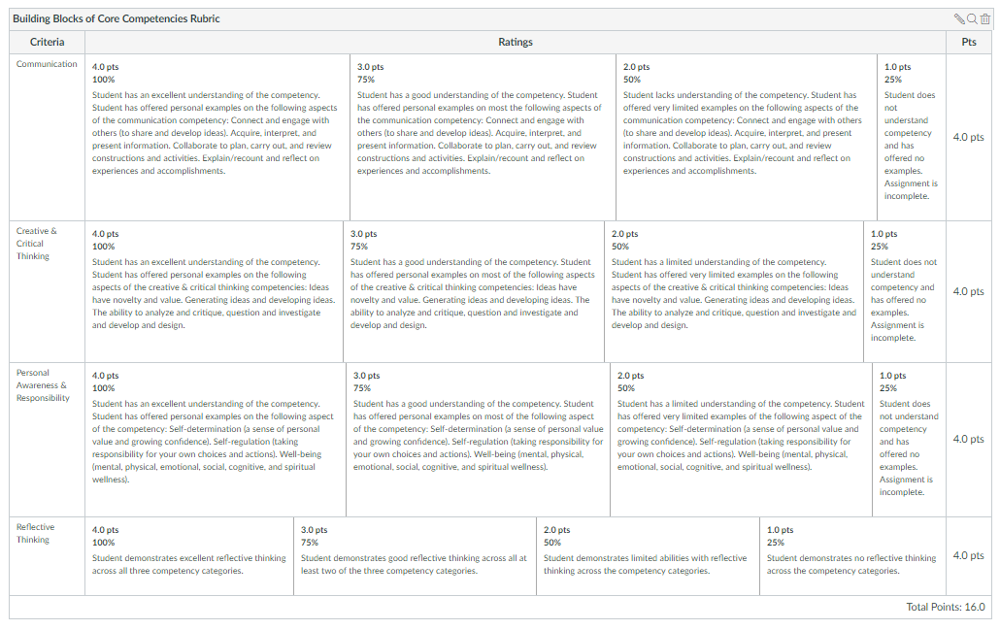 Building Blocks of Core Competencies Rubric
Criteria
Ratings
Pts
Communication
4.0 pts
100%
Student has an excellent understanding of the competency.
Student has offered personal examples on the following aspects
of the communication competency: Connect and engage with
others (to share and develop ideas). Acquire, interpret, and
present information. Collaborate to plan, carry out, and review
constructions and activities. Explain/recount and reflect on
experiences and accomplishments.
3.0 pts
75%
Student has a good understanding of the competency. Student
has offered personal examples on most the following aspects of
the communication competency: Connect and engage with
others (to share and develop ideas). Acquire, interpret, and
present information. Collaborate to plan, carry out, and review
constructions and activities. Explain/recount and reflect on
experiences and accomplishments.
2.0 pts
50%
Student lacks understanding of the competency. Student has
offered very limited examples on the following aspects of the
communication competency: Connect and engage with others
(to share and develop ideas). Acquire, interpret, and present
information. Collaborate to plan, carry out, and review
constructions and activities. Explain/recount and reflect on
experiences and accomplishments.
1.0 pts
25%
Student does
not
understand
competency
and has
offered no
examples.
Assignment is
incomplete.
4.0 pts
Creative &
Critical
Thinking
4.0 pts
100%
Student has an excellent understanding of the competency.
Student has offered personal examples on the following
aspects of the creative & critical thinking competencies: Ideas
have novelty and value. Generating ideas and developing ideas.
The ability to analyze and critique, question and investigate
and develop and design.
3.0 pts
75%
Student has a good understanding of the competency. Student
has offered personal examples on most of the following aspects
of the creative & critical thinking competencies: Ideas have
novelty and value. Generating ideas and developing ideas. The
ability to analyze and critique, question and investigate and
develop and design.
2.0 pts
50%
Student has a limited understanding of the competency.
Student has offered very limited examples on the following
aspects of the creative & critical thinking competencies: Ideas
have novelty and value. Generating ideas and developing ideas.
The ability to analyze and critique, question and investigate and
develop and design.
1.0 pts
25%
Student does not
understand
competency and
has offered no
examples.
Assignment is
incomplete.
4.0 pts
Personal
Awareness &
Responsibility
4.0 pts
100%
Student has an excellent understanding of the competency.
Student has offered personal examples on the following aspect
of the competency: Self-determination (a sense of personal
value and growing confidence). Self-regulation (taking
responsibility for your own choices and actions). Well-being
(mental, physical, emotional, social, cognitive, and spiritual
wellness).
3.0 pts
75%
Student has a good understanding of the competency. Student
has offered personal examples on most of the following aspect
of the competency: Self-determination (a sense of personal value
and growing confidence). Self-regulation (taking responsibility for
your own choices and actions). Well-being (mental, physical,
emotional, social, cognitive, and spiritual wellness).
2.0 pts
50%
Student has a limited understanding of the competency. Student
has offered very limited examples of the following aspect of the
competency: Self-determination (a sense of personal value and
growing confidence). Self-regulation (taking responsibility for
your own choices and actions). Well-being (mental, physical,
emotional, social, cognitive, and spiritual wellness).
1.0 pts
25%
Student does
not understand
competency
and has
offered no
examples.
Assignment is
incomplete.
4.0 pts
Reflective
Thinking
4.0 pts
100%
Student demonstrates excellent reflective thinking
across all three competency categories.
3.0 pts
75%
Student demonstrates good reflective thinking across all at
least two of the three competency categories.
2.0 pts
50%
Student demonstrates limited abilities with reflective
thinking across the competency categories.
1.0 pts
25%
Student demonstrates no reflective thinking
across the competency categories.
4.0 pts
Total Points: 16.0